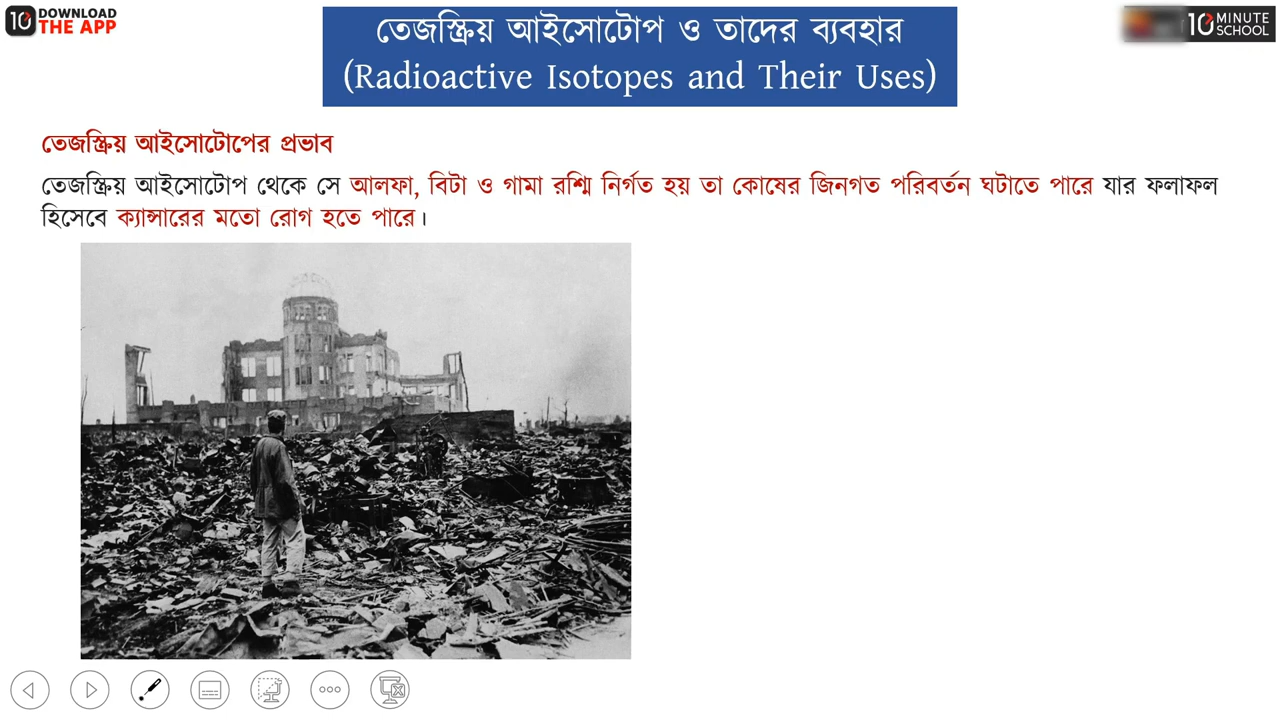 10 DOWNLOAD
THE APP
তেজস্ক্রিয় আইসোটোপ ও তাদের ব্যবহার
(Radioactive Isotopes and Their Uses)
10 MINUTE
SCHOOL
তেজস্ক্রিয় আইসোটোপের প্রভাব
তেজস্ক্রিয় আইসোটোপ থেকে সে আলফা, বিটা ও গামা রশ্মি নির্গত হয় তা কোষের জিনগত পরিবর্তন ঘটাতে পারে যার ফলাফল
হিসেবে ক্যান্সারের মতো রোগ হতে পারে।